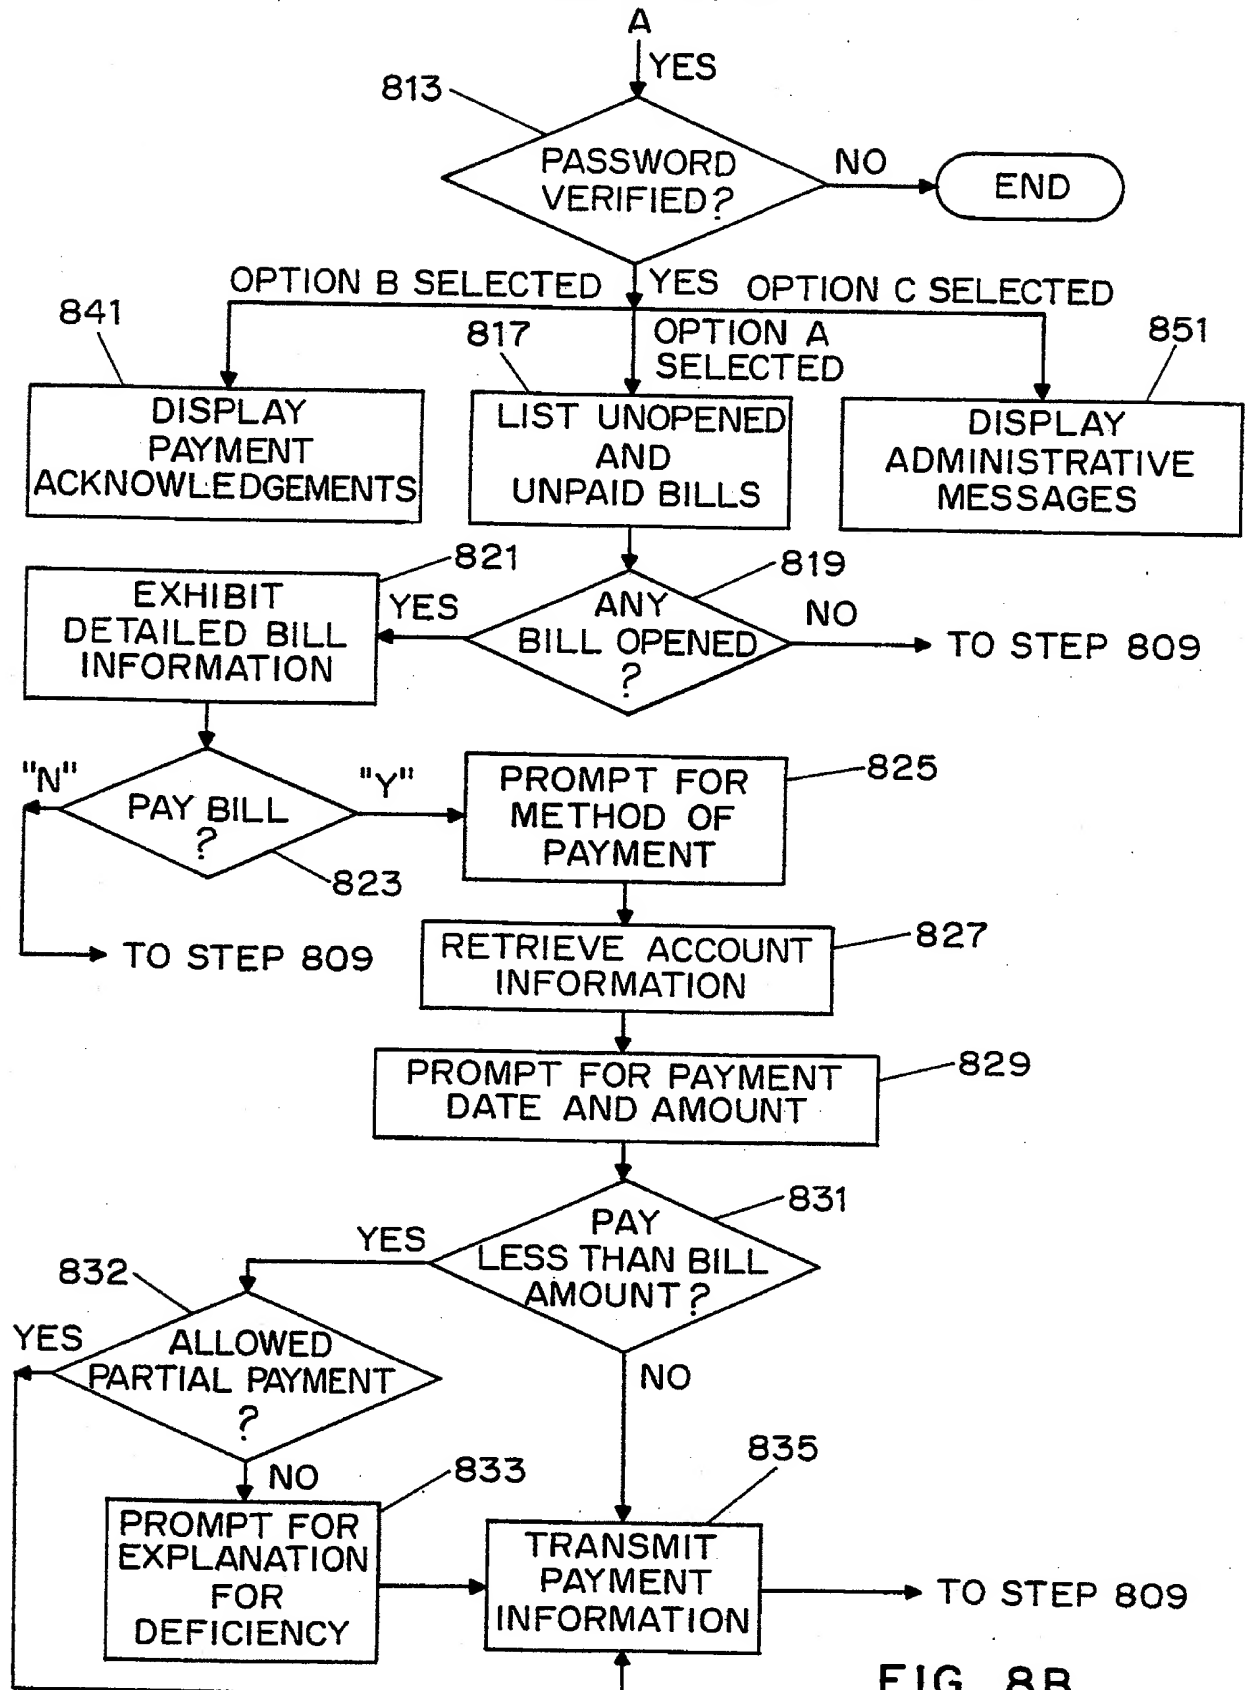 A
YES
813
PASSWORD
VERIFIED?
NO
END
OPTION B SELECTED
YES
OPTION C SELECTED
841
817
OPTION A
SELECTED
851
DISPLAY
PAYMENT
ACKNOWLEDGEMENTS
LIST UNOPENED
AND
UNPAID BILLS
DISPLAY
ADMINISTRATIVE
MESSAGES
821
819
EXHIBIT
DETAILED BILL
INFORMATION
YES
ANY
BILL OPENED
?
NO
TO STEP 809
"N"
PAY BILL
?
"Y"
823
PROMPT FOR
METHOD OF
PAYMENT
825
TO STEP 809
RETRIEVE ACCOUNT
INFORMATION
827
PROMPT FOR PAYMENT
DATE AND AMOUNT
829
831
PAY
LESS THAN BILL
AMOUNT?
YES
832
YES
ALLOWED
PARTIAL PAYMENT
?
NO
NO
833
835
PROMPT FOR
EXPLANATION
FOR
DEFICIENCY
TRANSMIT
PAYMENT
INFORMATION
TO STEP 809
FIG. 8B